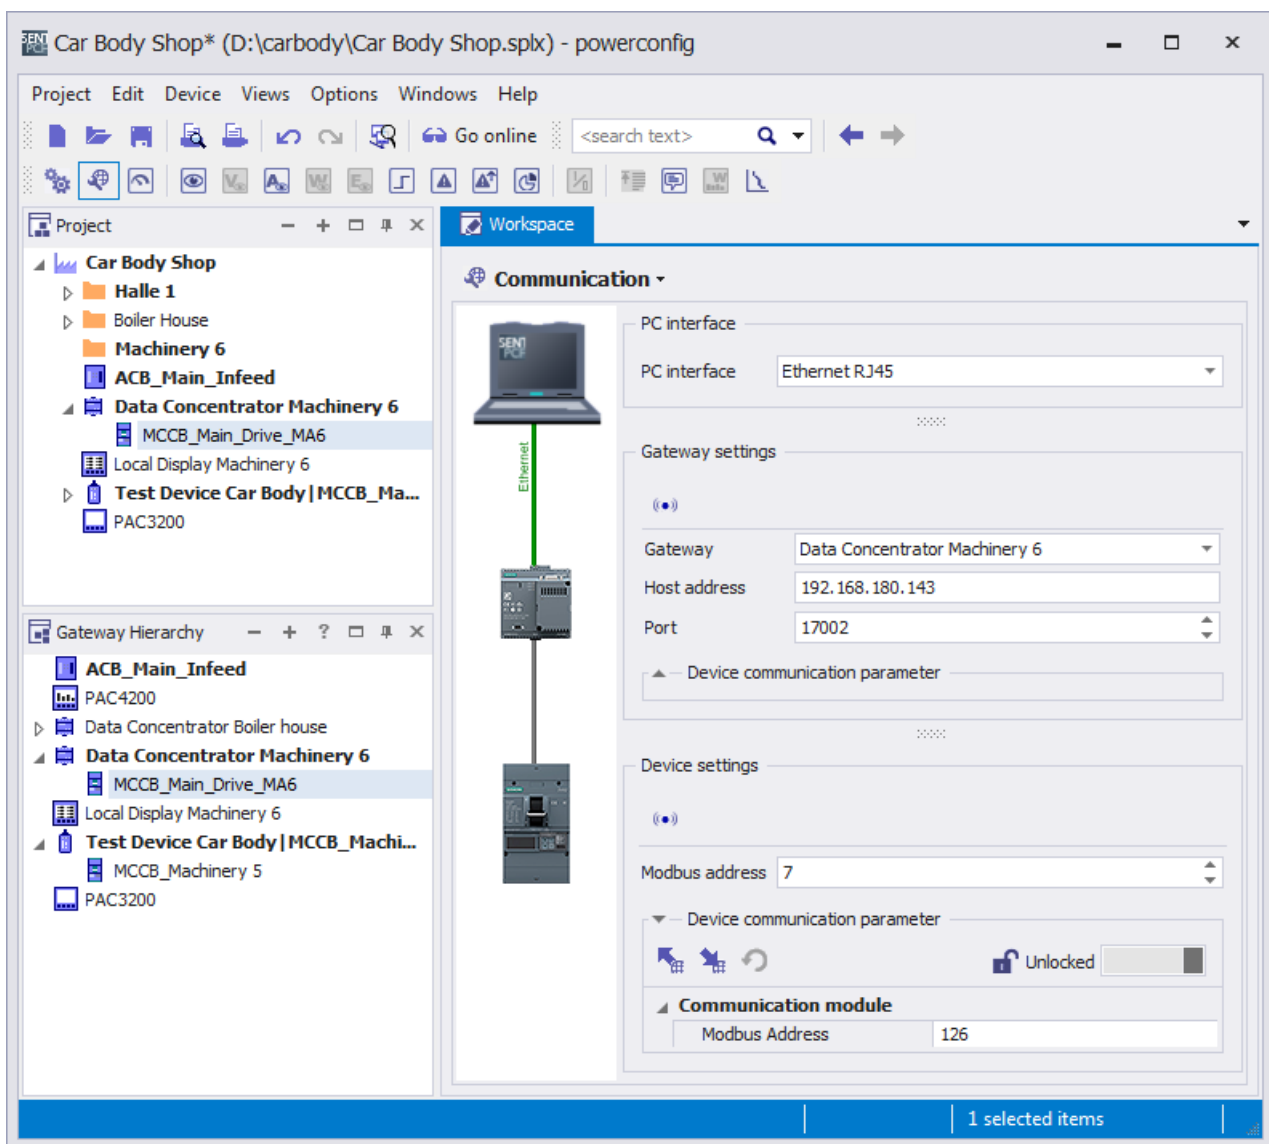 Car Body Shop* (D:\carbody\Car Body Shop.splx) - powerconfig
Project Edit Device Views Options Windows Help
Go online <search text>
Project
Workspace
Car Body Shop
Halle 1
Boiler House
Machinery 6
ACB_Main_Infeed
Data Concentrator Machinery 6
MCCB_Main_Drive_MA6
Local Display Machinery 6
Test Device Car Body|MCCB_Ma...
PAC3200
Gateway Hierarchy
ACB_Main_Infeed
PAC4200
Data Concentrator Boiler house
Data Concentrator Machinery 6
MCCB_Main_Drive_MA6
Local Display Machinery 6
Test Device Car Body|MCCB_Machi...
MCCB_Machinery 5
PAC3200
Communication
Ethernet
PC interface
PC interface Ethernet RJ45
Gateway settings
Gateway Data Concentrator Machinery 6
Host address 192.168.180.143
Port 17002
Device communication parameter
Device settings
Modbus address 7
Device communication parameter
Unlocked
Communication module
Modbus Address 126
1 selected items